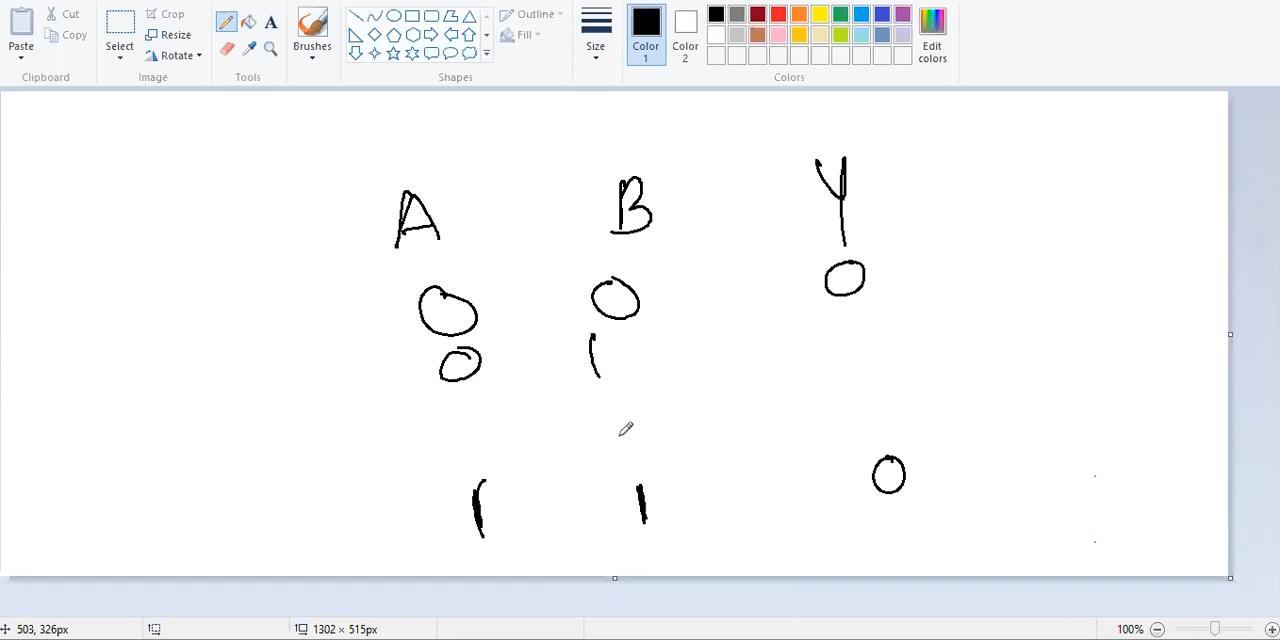 Paste
Cut
Copy
Clipboard
Select
Crop
Resize
Rotate
Image
A
Tools
Brushes
Shapes
Outline
Fill
Size
Color 1
Color 2
Edit colors
Colors
A B Y
0 0 0
0 1
1 1 0
503, 326px
1302 × 515px
100%